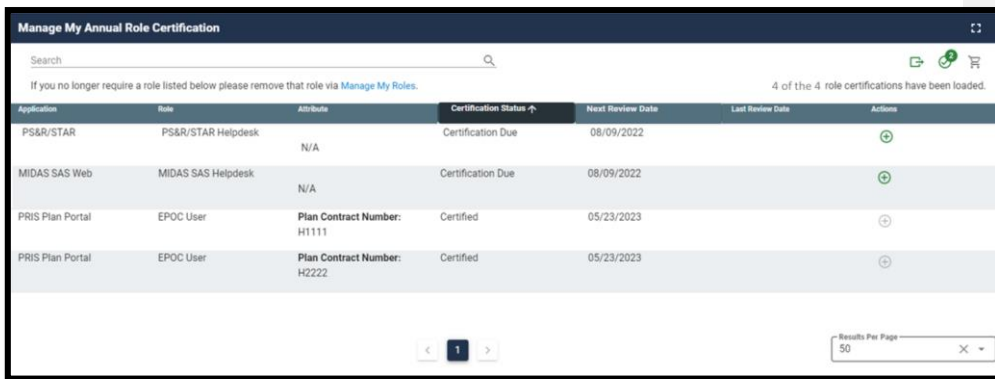 Manage My Annual Role Certification
Search
2
If you no longer require a role listed below please remove that role via Manage My Roles.
4 of the 4 role certifications have been loaded.
Application Role Attribute Certification Status ↑ Next Review Date Last Review Date Actions
PS&R/STAR PS&R/STAR Helpdesk N/A Certification Due 08/09/2022
MIDAS SAS Web MIDAS SAS Helpdesk N/A Certification Due 08/09/2022
PRIS Plan Portal EPOC User Plan Contract Number: Certified 05/23/2023
H1111
PRIS Plan Portal EPOC User Plan Contract Number: Certified 05/23/2023
H2222
< 1 >
Results Per Page
50